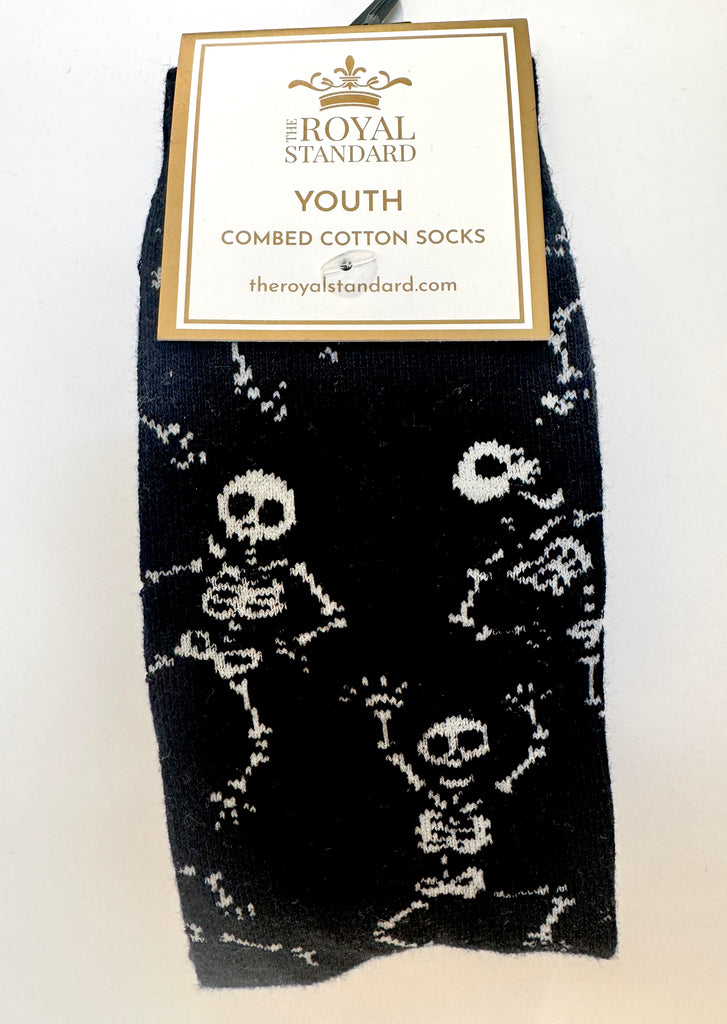 THE ROYAL
STANDARD
YOUTH
COMBED COTTON SOCKS
theroyalstandard.com